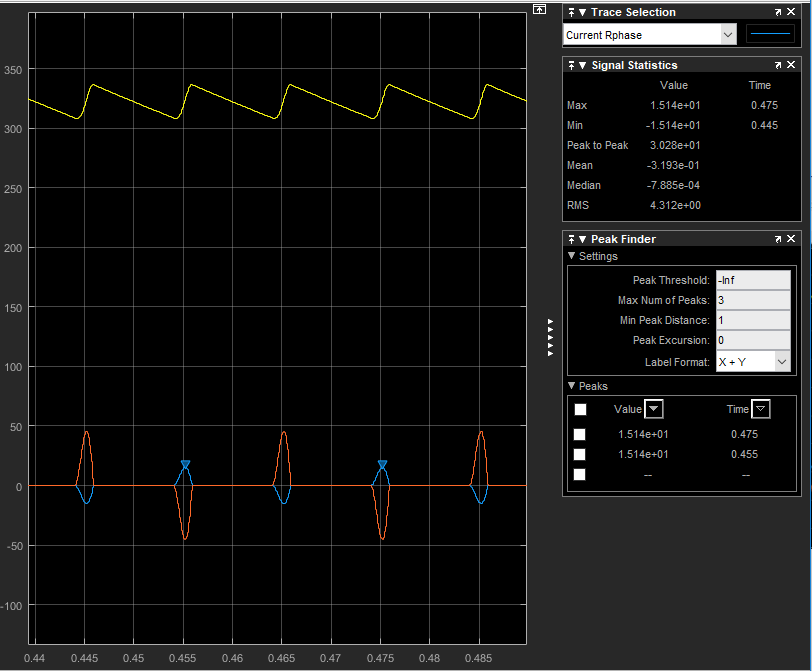 350
300
250
200
150
100
50
0
-50
-100
0.44 0.445 0.45 0.455 0.46 0.465 0.47 0.475 0.48 0.485
Trace Selection
Current Rphase
Signal Statistics
Value Time
Max 1.514e+01 0.475
Min -1.514e+01 0.445
Peak to Peak 3.028e+01
Mean -3.193e-01
Median -7.885e-04
RMS 4.312e+00
Peak Finder
Settings
Peak Threshold: -Inf
Max Num of Peaks: 3
Min Peak Distance: 1
Peak Excursion: 0
Label Format: X + Y
Peaks
Value Time
1.514e+01 0.475
1.514e+01 0.455
-- --